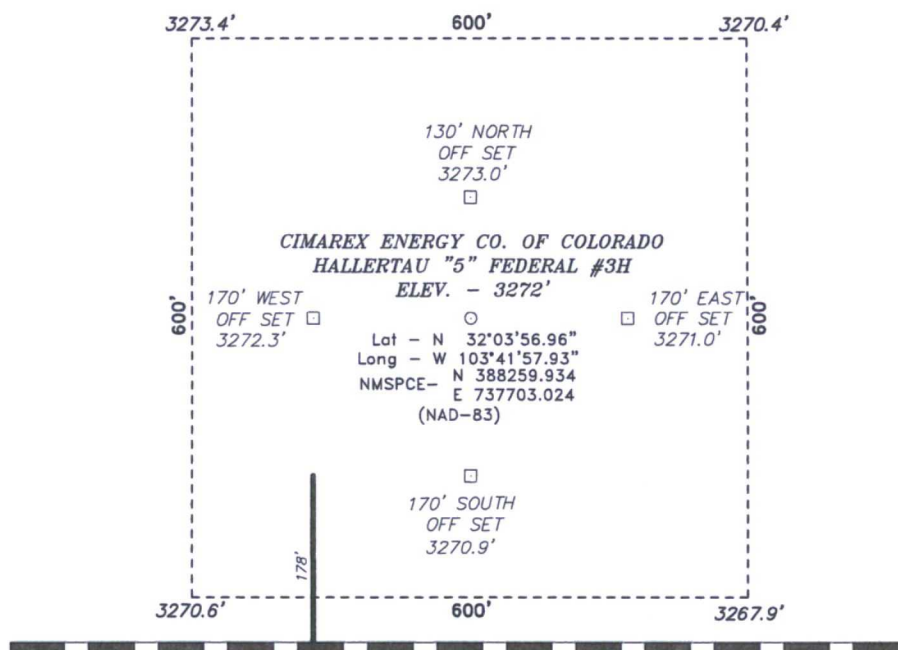 3273.4'
600'
3270.4'
130' NORTH
OFF SET
3273.0'
CIMAREX ENERGY CO. OF COLORADO
HALLERTAU "5" FEDERAL #3H
ELEV. - 3272'
600'
170' WEST
OFF SET
3272.3'
170' EAST
OFF SET
3271.0'
600'
Lat - N 32°03'56.96"
Long - W 103°41'57.93"
NMSPCE- N 388259.934
E 737703.024
(NAD-83)
170' SOUTH
OFF SET
3270.9'
178'
3270.6'
600'
3267.9'